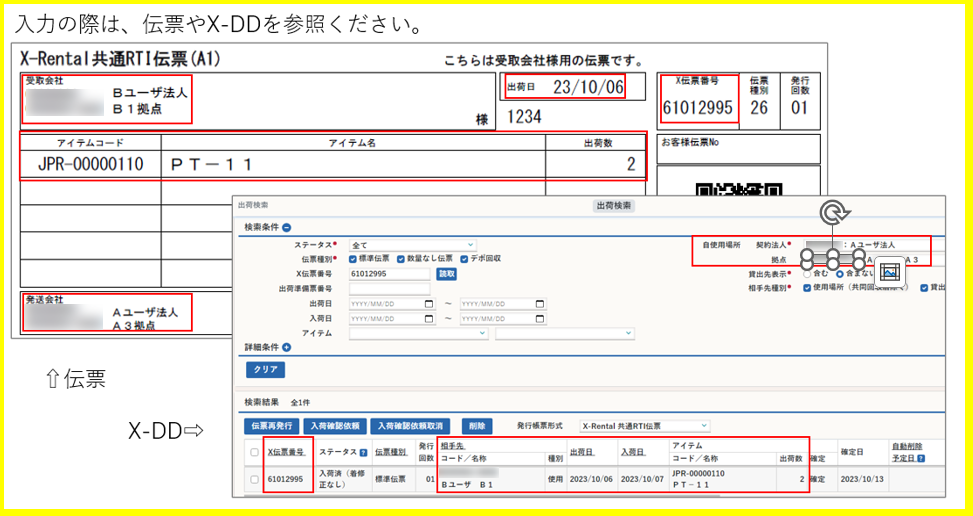 入力の際は、伝票やX-DDを参照ください。
X-Rental共通RTI伝票(A1)
こちらは受取会社様用の伝票です。
受取会社
Bユーザ法人
B1拠点
様
出荷日 23/10/06
1234
X伝票番号 伝票種別 発行回数
61012995 26 01
アイテムコード アイテム名 出荷数
JPR-00000110 PT-11 2
お客様伝票No
発送会社
Aユーザ法人
A3拠点
⇧伝票
X-DD⇨
出荷検索 出荷検索
検索条件
ステータス* 全て
伝票種別* 標準伝票 数量なし伝票 デポ回収
X伝票番号 61012995 読取
出荷準備票番号
出荷日 YYYY/MM/DD ~ YYYY/MM/DD
入荷日 YYYY/MM/DD ~ YYYY/MM/DD
アイテム
自使用場所 契約法人* : Aユーザ法人
拠点 A3
貸出先表示* 含む 含まない
相手先種別* 使用場所 貸出
詳細条件
クリア
検索結果 全1件
伝票再発行 入荷確認依頼 入荷確認依頼取消 削除 発行帳票形式 X-Rental 共通RTI伝票
X伝票番号 ステータス ? 伝票種別 発行回数 相手先 コード/名称 種別 出荷日 入荷日 アイテム コード/名称 出荷数 確定 確定日 自動削除予定日 ?
61012995 入荷済(着修正なし) 標準伝票 01 Bユーザ B1 使用 2023/10/06 2023/10/07 JPR-00000110 PT-11 2 確定 2023/10/13